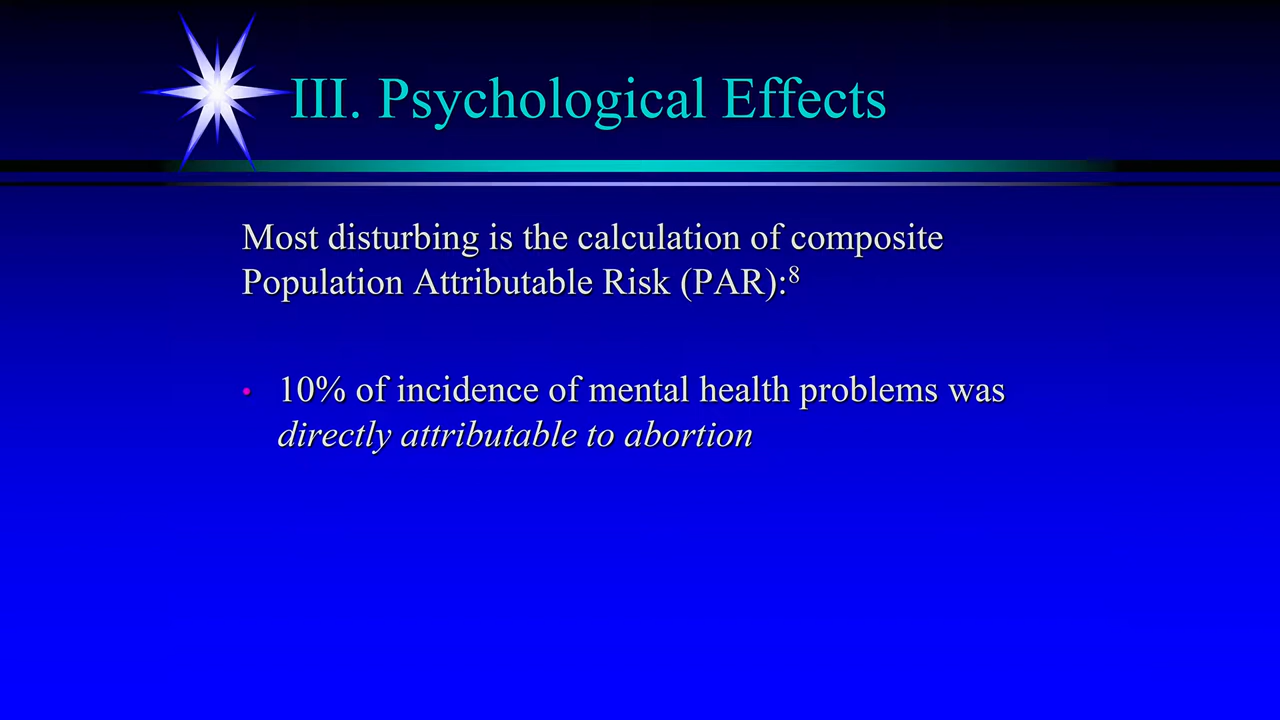 III. Psychological Effects
Most disturbing is the calculation of composite
Population Attributable Risk (PAR):⁸
• 10% of incidence of mental health problems was
directly attributable to abortion